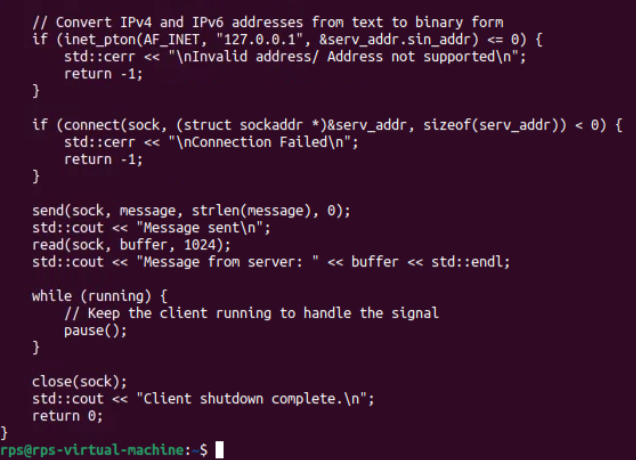 // Convert IPv4 and IPv6 addresses from text to binary form
if (inet_pton(AF_INET, "127.0.0.1", &serv_addr.sin_addr) <= 0) {
std::cerr << "\nInvalid address/ Address not supported\n";
return -1;
}
if (connect(sock, (struct sockaddr *)&serv_addr, sizeof(serv_addr)) < 0) {
std::cerr << "\nConnection Failed\n";
return -1;
}
send(sock, message, strlen(message), 0);
std::cout << "Message sent\n";
read(sock, buffer, 1024);
std::cout << "Message from server: " << buffer << std::endl;
while (running) {
// Keep the client running to handle the signal
pause();
}
close(sock);
std::cout << "Client shutdown complete.\n";
return 0;
}
rps@rps-virtual-machine:~$